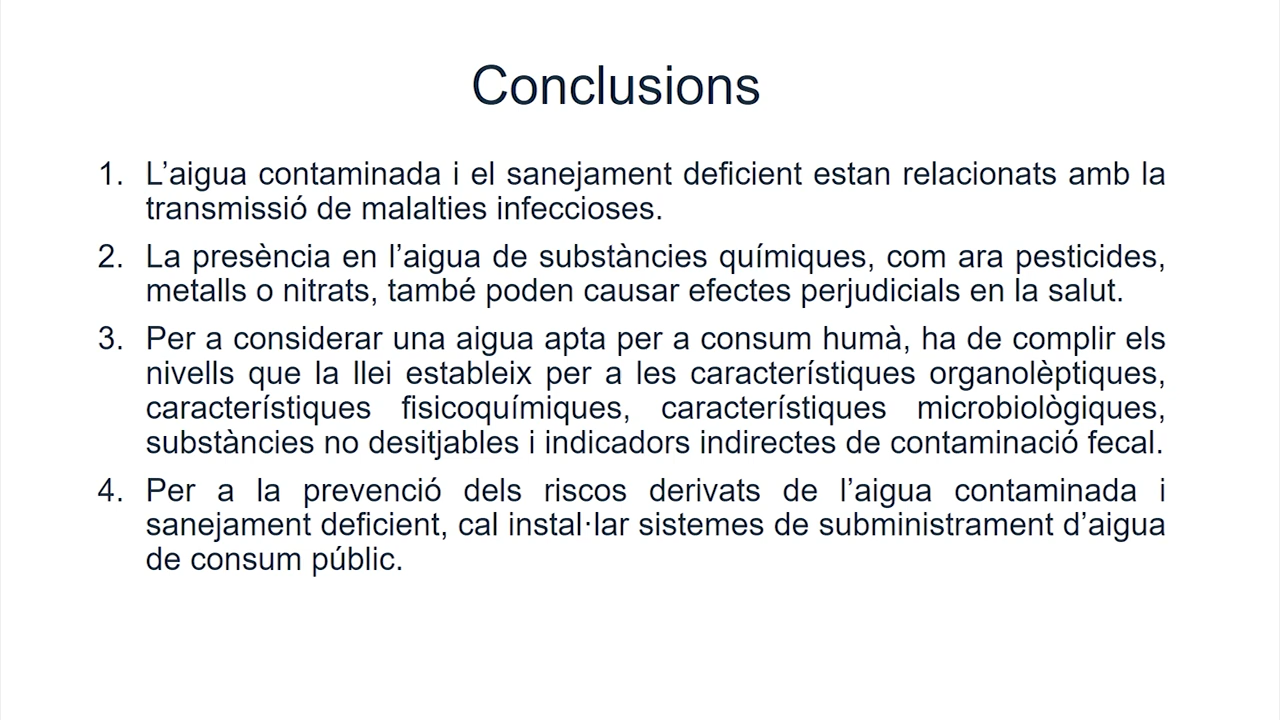 Conclusions
1. L’aigua contaminada i el sanejament deficient estan relacionats amb la
transmissió de malalties infeccioses.
2. La presència en l’aigua de substàncies químiques, com ara pesticides,
metalls o nitrats, també poden causar efectes perjudicials en la salut.
3. Per a considerar una aigua apta per a consum humà, ha de complir els
nivells que la llei estableix per a les característiques organolèptiques,
característiques fisicoquímiques, característiques microbiològiques,
substàncies no desitjables i indicadors indirectes de contaminació fecal.
4. Per a la prevenció dels riscos derivats de l’aigua contaminada i
sanejament deficient, cal instal·lar sistemes de subministrament d’aigua
de consum públic.